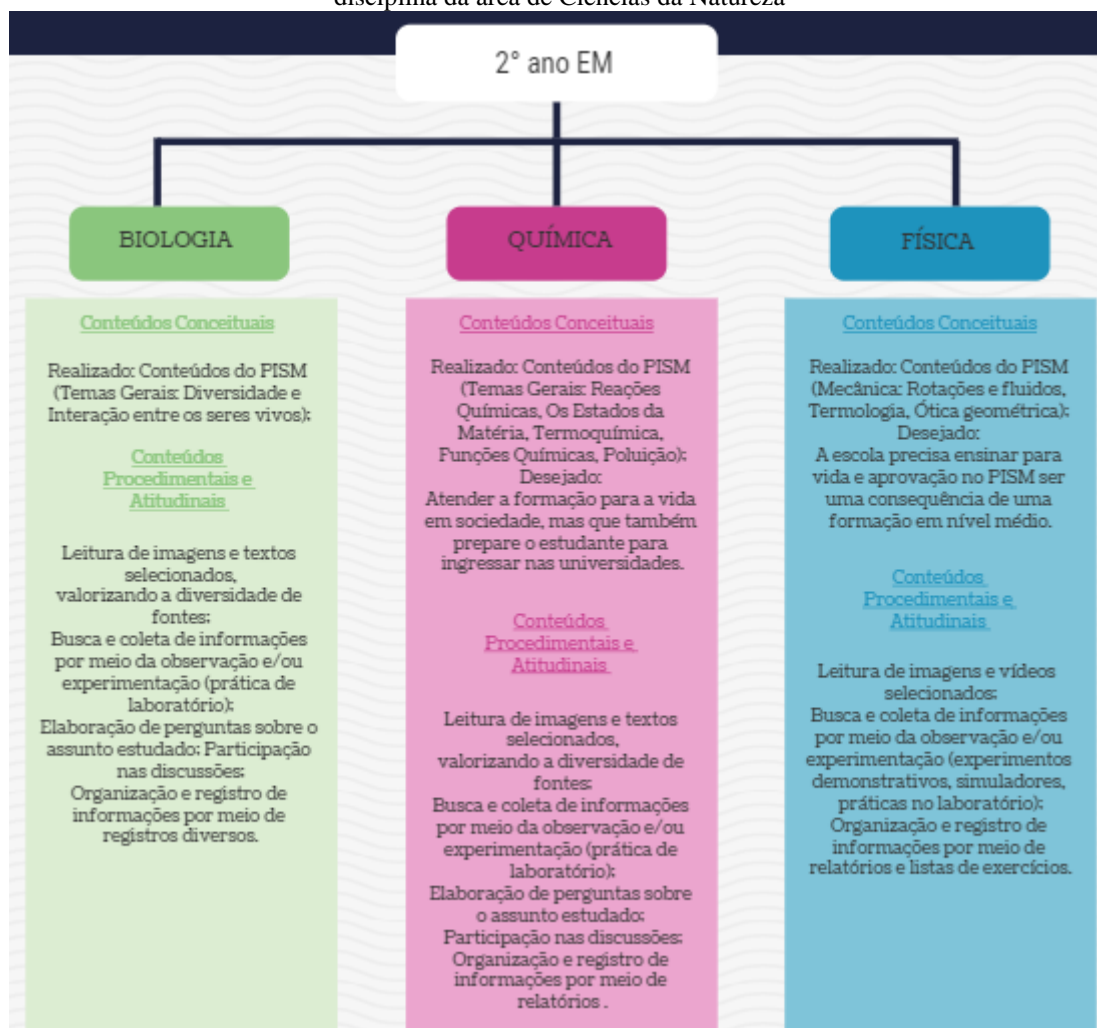 disciplina da área de Ciências da Natureza
2° ano EM
BIOLOGIA
Conteúdos Conceituais
Realizado: Conteúdos do PISM
(Temas Gerais: Diversidade e
Interação entre os seres vivos);
Conteúdos
Procedimentais e
Atitudinais
Leitura de imagens e textos
selecionados,
valorizando a diversidade de
fontes;
Busca e coleta de informações
por meio da observação e/ou
experimentação (prática de
laboratório);
Elaboração de perguntas sobre o
assunto estudado; Participação
nas discussões;
Organização e registro de
informações por meio de
registros diversos.
QUÍMICA
Conteúdos Conceituais
Realizado: Conteúdos do PISM
(Temas Gerais: Reações
Químicas, Os Estados da
Matéria, Termoquímica,
Funções Químicas, Poluição);
Desejado:
Atender a formação para a vida
em sociedade, mas que também
prepare o estudante para
ingressar nas universidades.
Conteúdos
Procedimentais e
Atitudinais
Leitura de imagens e textos
selecionados,
valorizando a diversidade de
fontes;
Busca e coleta de informações
por meio da observação e/ou
experimentação (prática de
laboratório);
Elaboração de perguntas sobre
o assunto estudado;
Participação nas discussões;
Organização e registro de
informações por meio de
relatórios .
FÍSICA
Conteúdos Conceituais
Realizado: Conteúdos do PISM
(Mecânica: Rotações e fluidos,
Termologia, Ótica geométrica);
Desejado:
A escola precisa ensinar para
vida e aprovação no PISM ser
uma consequência de uma
formação em nível médio.
Conteúdos
Procedimentais e
Atitudinais
Leitura de imagens e vídeos
selecionados;
Busca e coleta de informações
por meio da observação e/ou
experimentação (experimentos
demonstrativos, simuladores,
práticas no laboratório);
Organização e registro de
informações por meio de
relatórios e listas de exercícios.